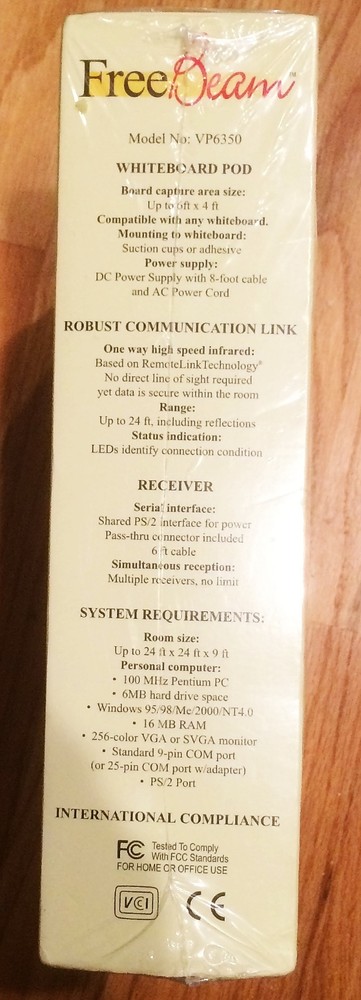 FreeBeam™
Model No: VP6350
WHITEBOARD POD
Board capture area size:
Up to 6ft x 4 ft
Compatible with any whiteboard.
Mounting to whiteboard:
Suction cups or adhesive
Power supply:
DC Power Supply with 8-foot cable
and AC Power Cord
ROBUST COMMUNICATION LINK
One way high speed infrared:
Based on RemoteLinkTechnology®
No direct line of sight required
yet data is secure within the room
Range:
Up to 24 ft, including reflections
Status indication:
LEDs identify connection condition
RECEIVER
Serial interface:
Shared PS/2 interface for power
Pass-thru connector included
6 ft cable
Simultaneous reception:
Multiple receivers, no limit
SYSTEM REQUIREMENTS:
Room size:
Up to 24 ft x 24 ft x 9 ft
Personal computer:
• 100 MHz Pentium PC
• 6MB hard drive space
• Windows 95/98/Me/2000/NT4.0
• 16 MB RAM
• 256-color VGA or SVGA monitor
• Standard 9-pin COM port
(or 25-pin COM port w/adapter)
• PS/2 Port
INTERNATIONAL COMPLIANCE
FC Tested To Comply
With FCC Standards
FOR HOME OR OFFICE USE
VCI CE